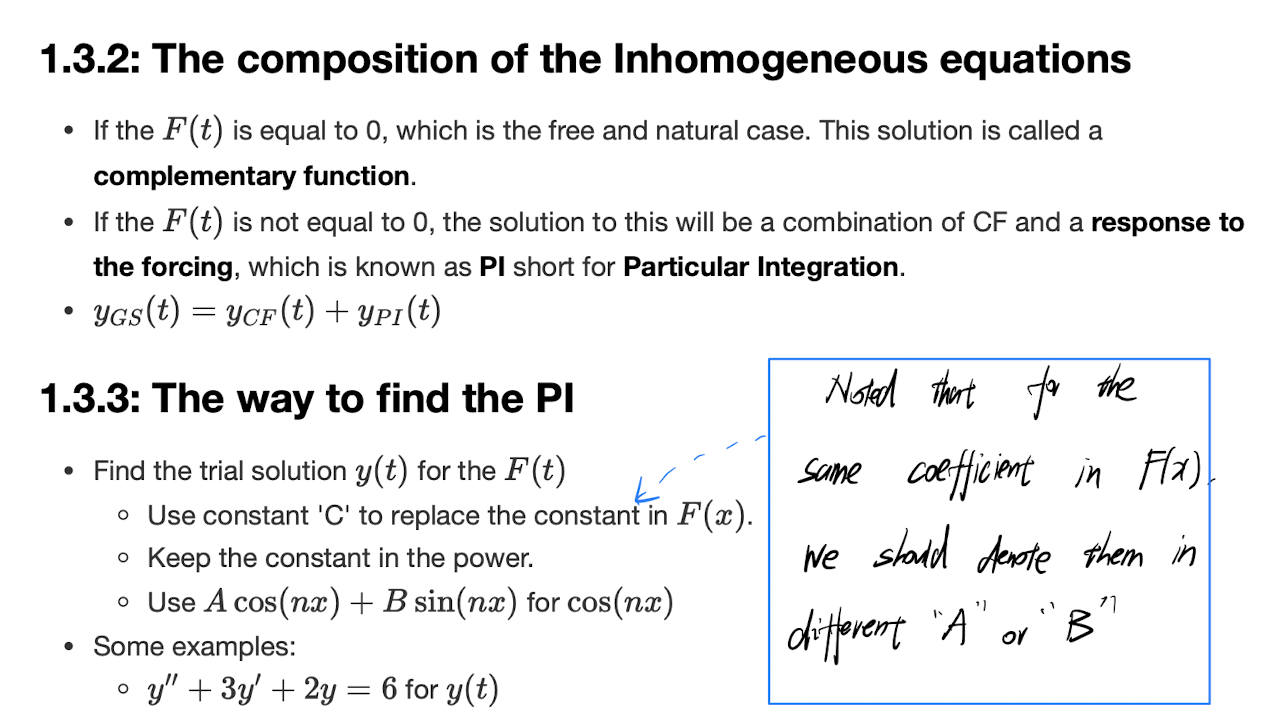 1.3.2: The composition of the Inhomogeneous equations
• If the F(t) is equal to 0, which is the free and natural case. This solution is called a
complementary function.
• If the F(t) is not equal to 0, the solution to this will be a combination of CF and a response to
the forcing, which is known as PI short for Particular Integration.
• y_{GS}(t) = y_{CF}(t) + y_{PI}(t)
1.3.3: The way to find the PI
• Find the trial solution y(t) for the F(t)
◦ Use constant 'C' to replace the constant in F(x).
◦ Keep the constant in the power.
◦ Use A cos(nx) + B sin(nx) for cos(nx)
• Some examples:
◦ y″ + 3y′ + 2y = 6 for y(t)
Noted that for the
same coefficient in F(x).
We should denote them in
different "A" or "B"